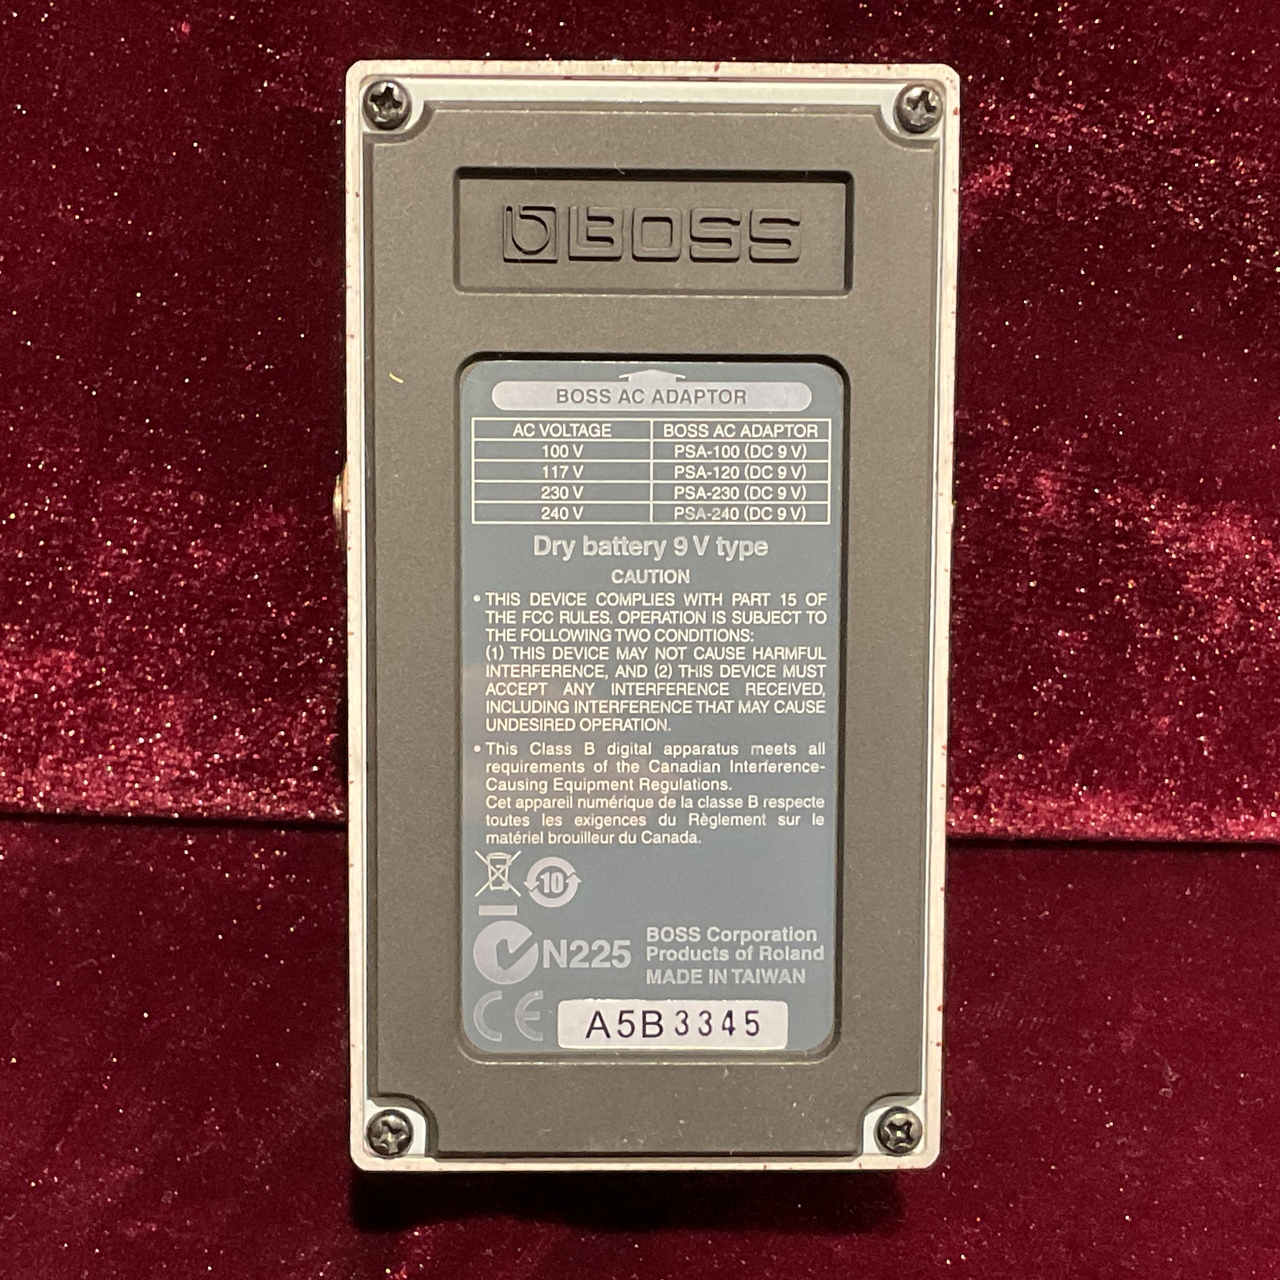 BOSS
BOSS AC ADAPTOR
AC VOLTAGE BOSS AC ADAPTOR
100 V PSA-100 (DC 9 V)
117 V PSA-120 (DC 9 V)
230 V PSA-230 (DC 9 V)
240 V PSA-240 (DC 9 V)
Dry battery 9 V type
CAUTION
• THIS DEVICE COMPLIES WITH PART 15 OF
THE FCC RULES. OPERATION IS SUBJECT TO
THE FOLLOWING TWO CONDITIONS:
(1) THIS DEVICE MAY NOT CAUSE HARMFUL
INTERFERENCE, AND (2) THIS DEVICE MUST
ACCEPT ANY INTERFERENCE RECEIVED,
INCLUDING INTERFERENCE THAT MAY CAUSE
UNDESIRED OPERATION.
• This Class B digital apparatus meets all
requirements of the Canadian Interference-
Causing Equipment Regulations.
Cet appareil numérique de la classe B respecte
toutes les exigences du Règlement sur le
matériel brouilleur du Canada.
10
N225
BOSS Corporation
Products of Roland
MADE IN TAIWAN
CE
A5B3345